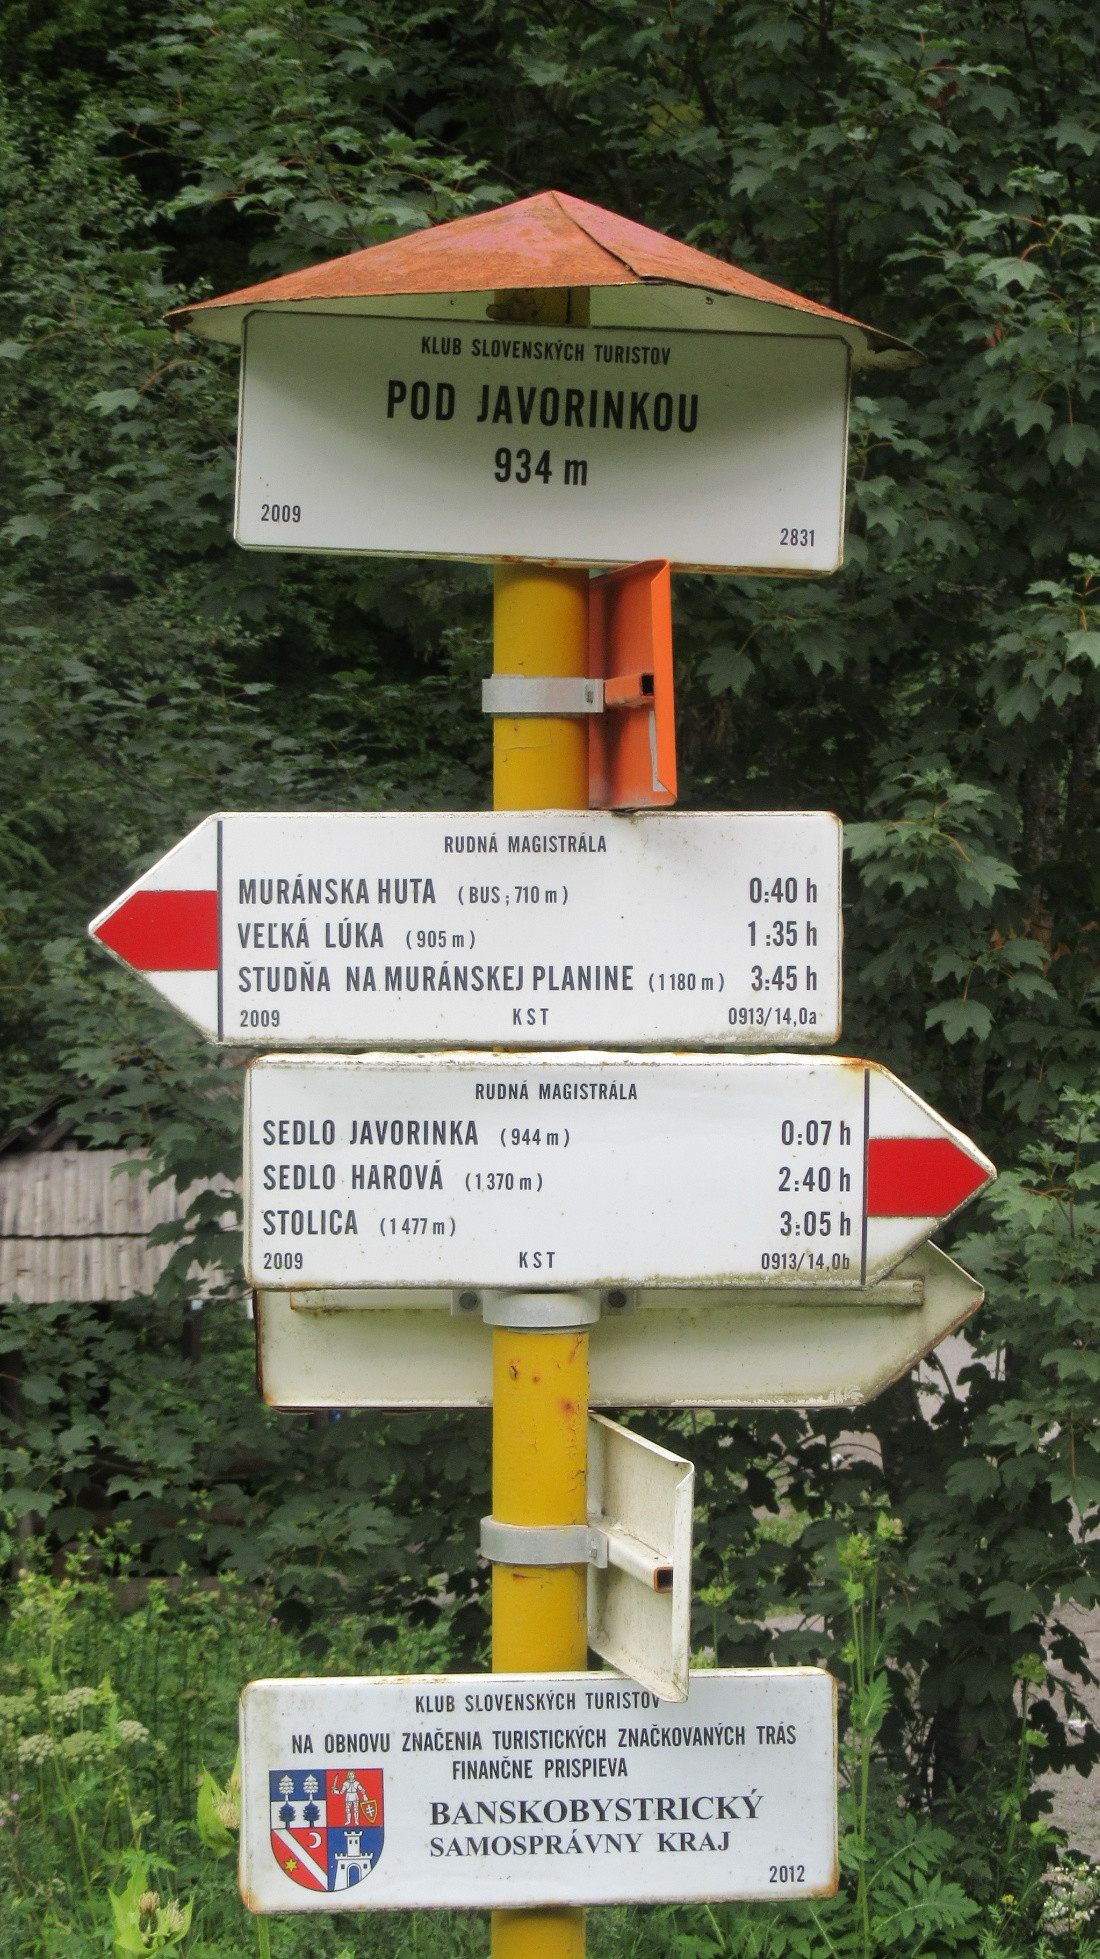 KLUB SLOVENSKÝCH TURISTOV
POD JAVORINKOU
934 m
2009 2831
RUDNÁ MAGISTRÁLA
MURÁNSKA HUTA (BUS; 710 m) 0:40 h
VEĽKÁ LÚKA (905 m) 1:35 h
STUDŇA NA MURÁNSKEJ PLANINE (1180 m) 3:45 h
2009 KST 0913/14,0a
RUDNÁ MAGISTRÁLA
SEDLO JAVORINKA (944 m) 0:07 h
SEDLO HAROVÁ (1370 m) 2:40 h
STOLICA (1477 m) 3:05 h
2009 KST 0913/14,0b
KLUB SLOVENSKÝCH TURISTOV
NA OBNOVU ZNAČENIA TURISTICKÝCH ZNAČKOVANÝCH TRÁS
FINANČNE PRISPIEVA
BANSKOBYSTRICKÝ
SAMOSPRÁVNY KRAJ
2012